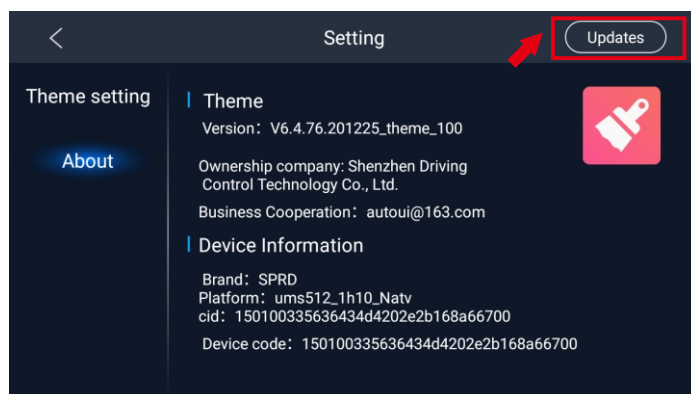 Setting
Updates
Theme setting
About
Theme
Version：V6.4.76.201225_theme_100
Ownership company: Shenzhen Driving
Control Technology Co., Ltd.
Business Cooperation：autoui@163.com
Device Information
Brand：SPRD
Platform：ums512_1h10_Natv
cid：150100335636434d4202e2b168a66700
Device code：150100335636434d4202e2b168a66700